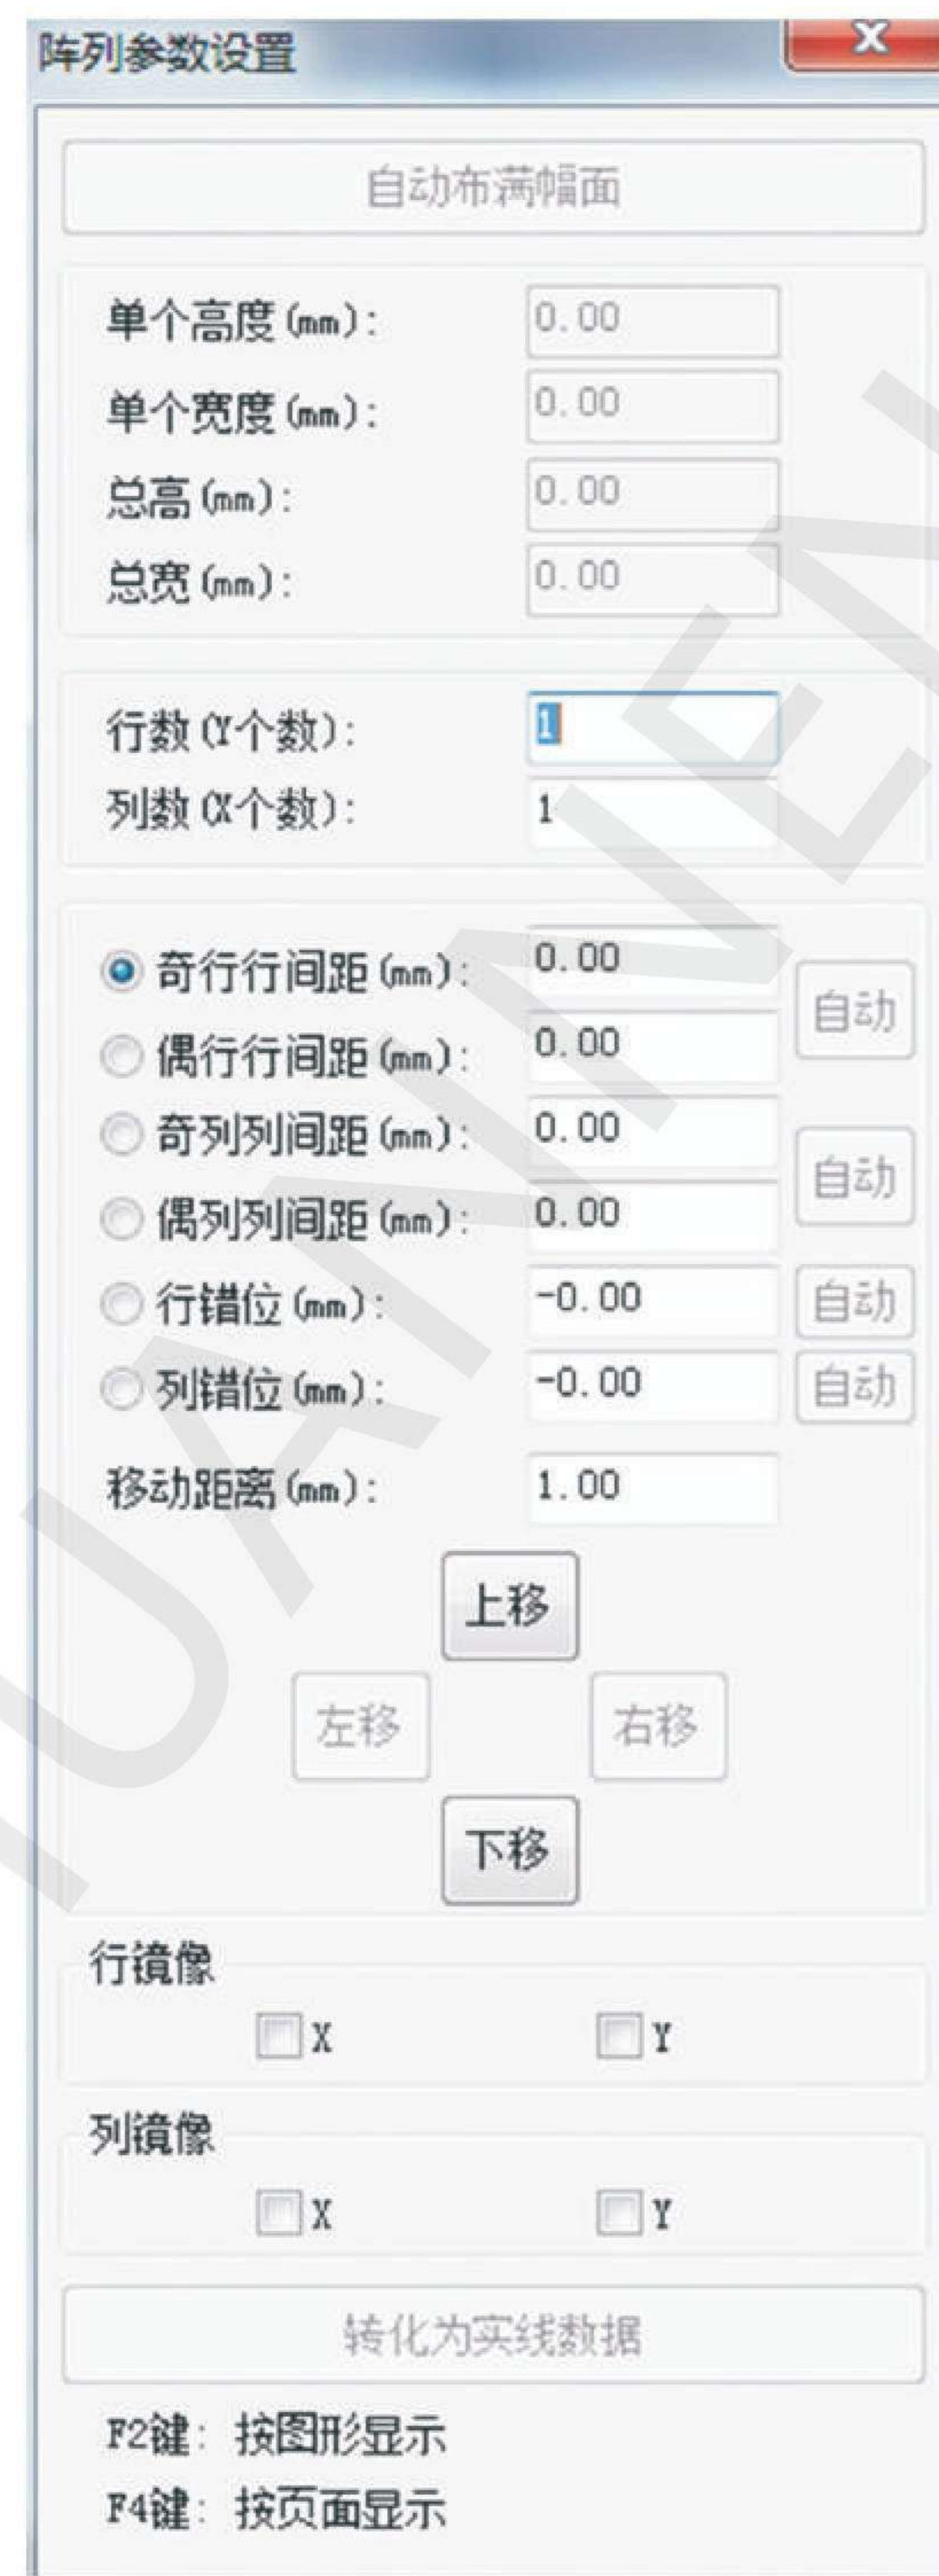 阵列参数设置
自动布满幅面
单个高度(mm): 0.00
单个宽度(mm): 0.00
总高(mm): 0.00
总宽(mm): 0.00
行数(Y个数): 1
列数(X个数): 1
奇行行间距(mm): 0.00
自动
偶行行间距(mm): 0.00
奇列列间距(mm): 0.00
自动
偶列列间距(mm): 0.00
行错位(mm): -0.00 自动
列错位(mm): -0.00 自动
移动距离(mm): 1.00
上移
左移 右移
下移
行镜像
X Y
列镜像
X Y
转化为实线数据
F2键: 按图形显示
F4键: 按页面显示